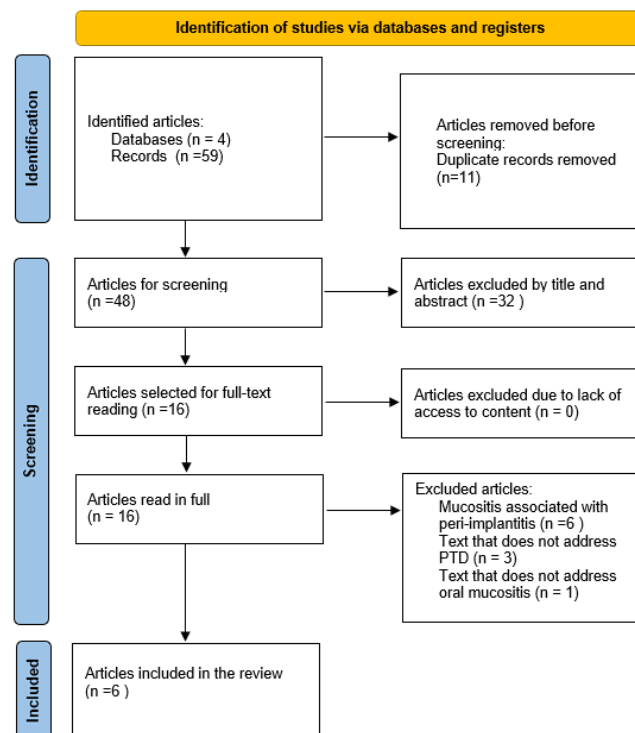 Identification of studies via databases and registers
Identification
Identified articles:
Databases (n = 4)
Records (n =59)
Articles removed before
screening:
Duplicate records removed
(n=11)
Screening
Articles for screening
(n =48)
Articles excluded by title and
abstract (n =32 )
Articles selected for full-text
reading (n =16)
Articles excluded due to lack of
access to content (n = 0)
Articles read in full
(n = 16)
Excluded articles:
Mucositis associated with
peri-implantitis (n =6 )
Text that does not address
PTD (n = 3)
Text that does not address
oral mucositis (n = 1)
Included
Articles included in the review
(n =6 )